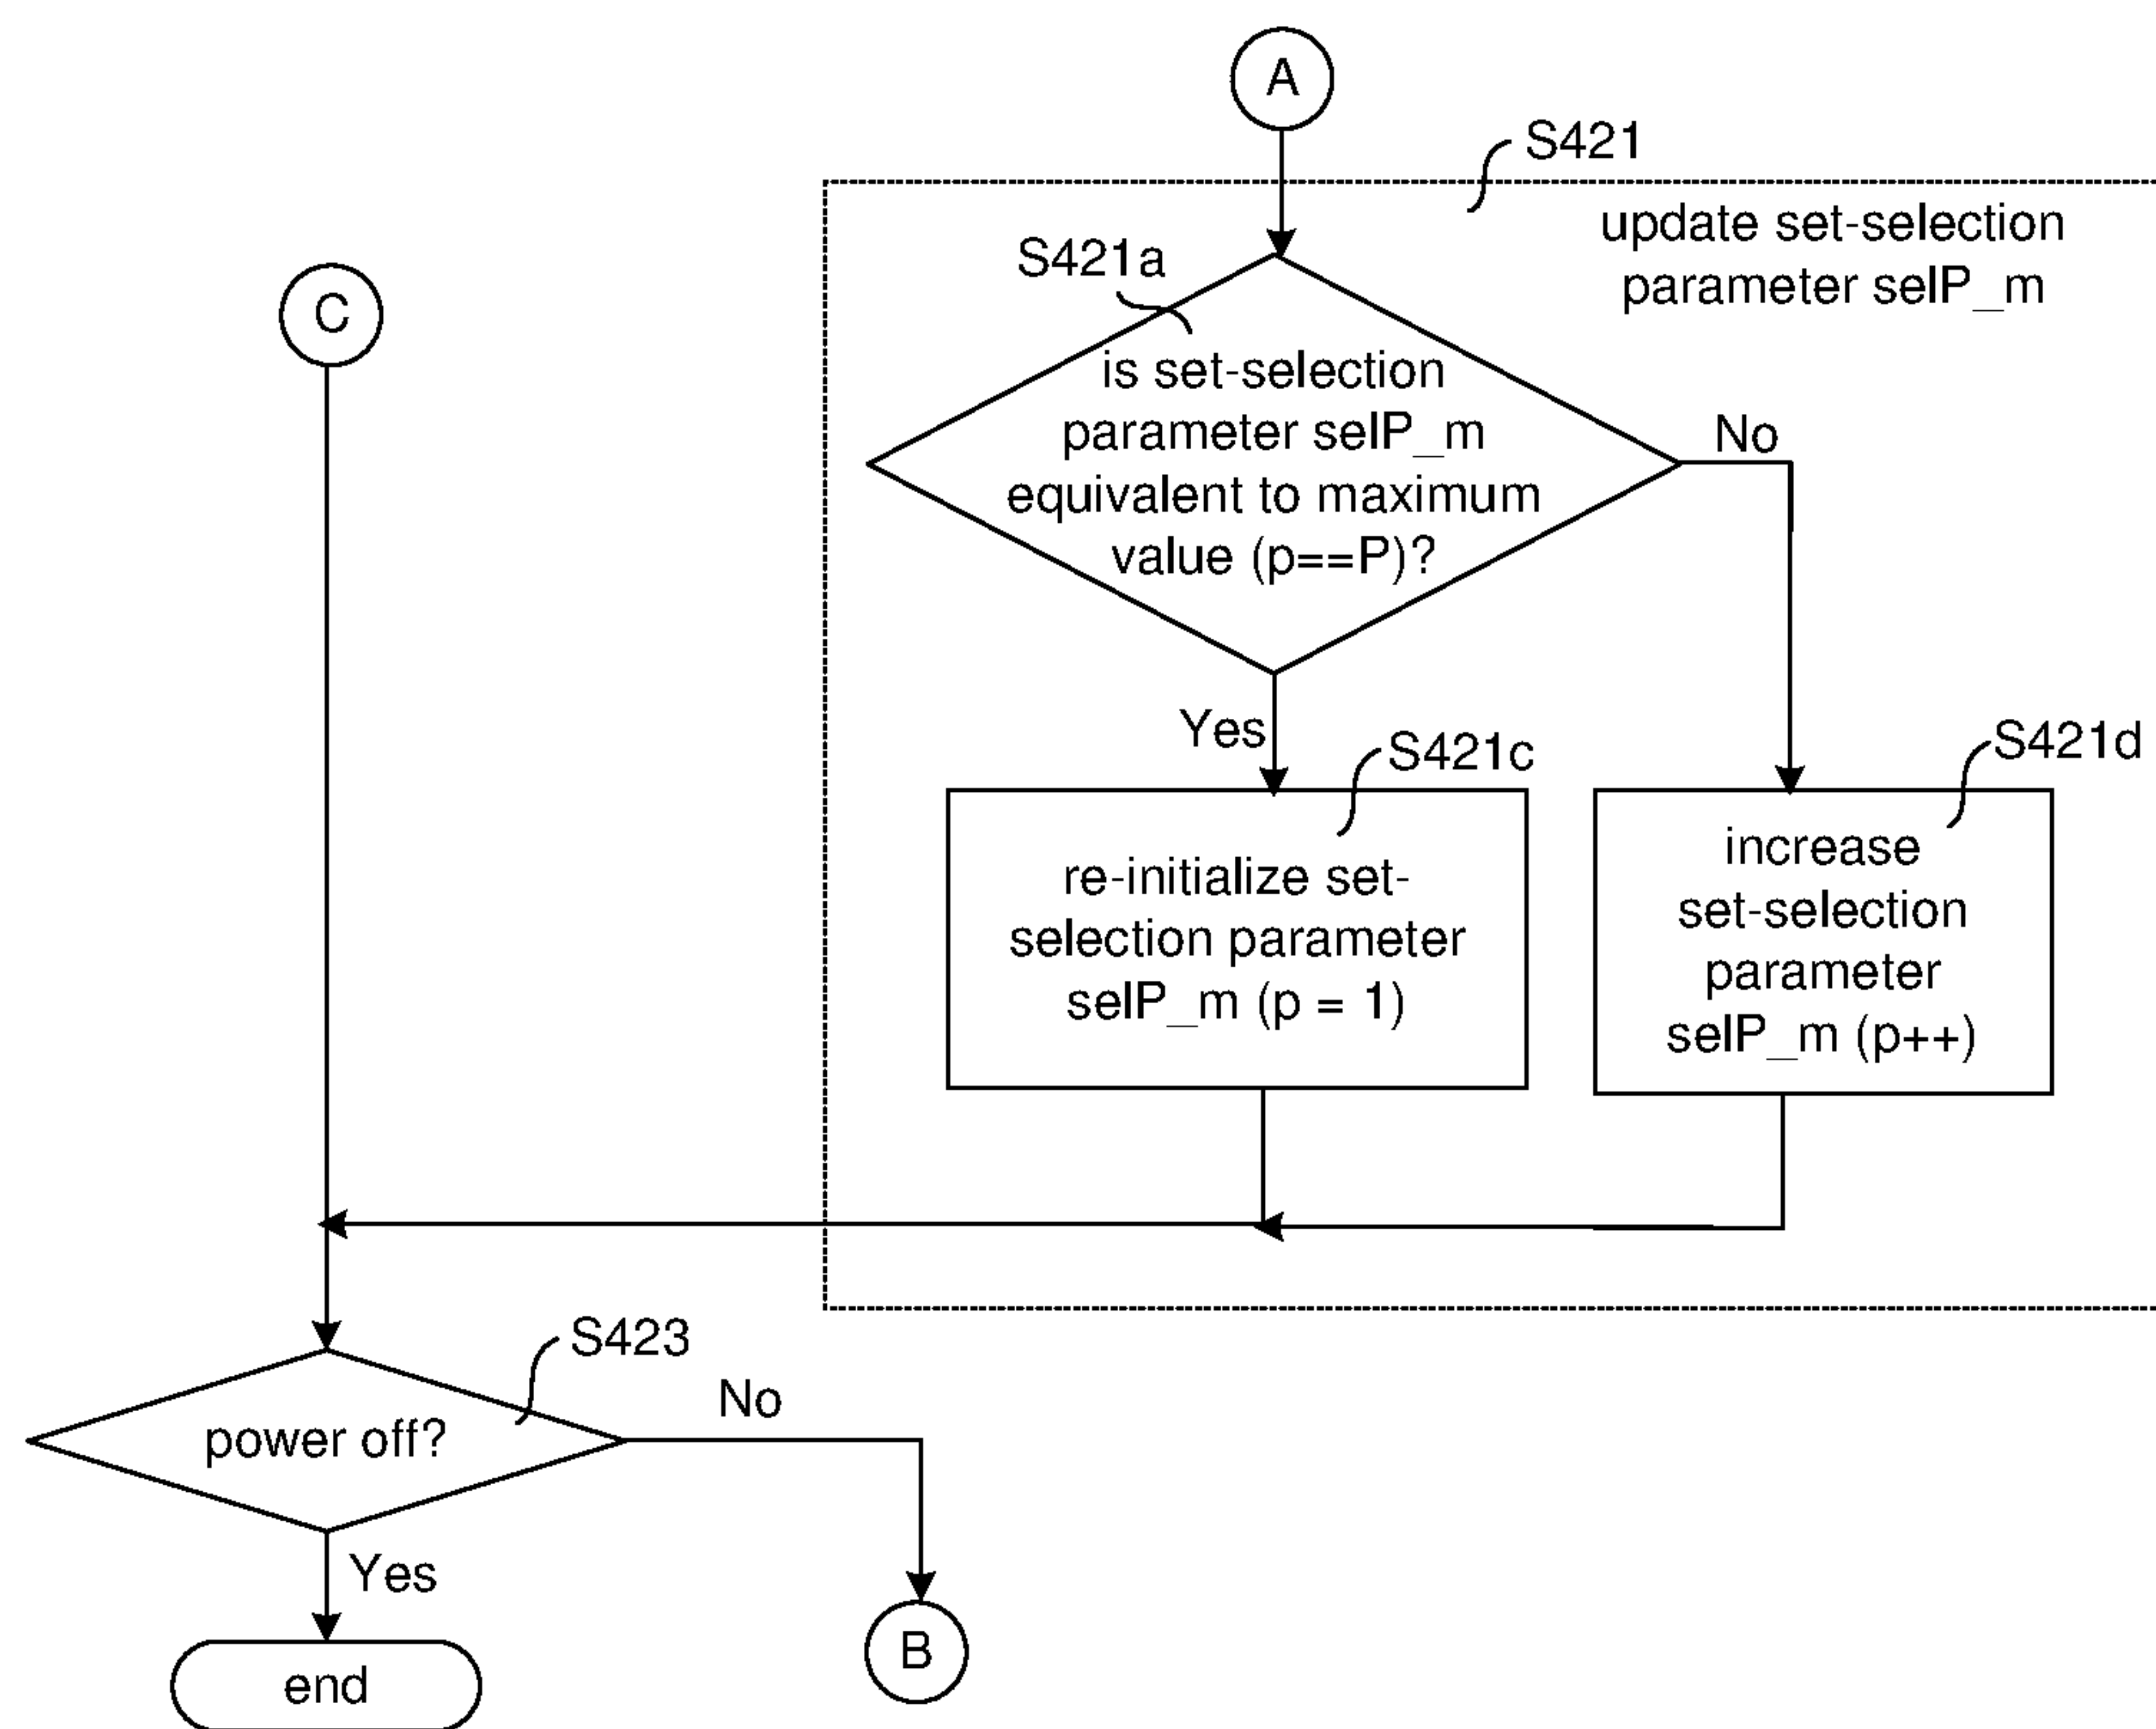 A
S421
update set-selection
parameter selP_m
S421a
C
is set-selection
parameter selP_m
equivalent to maximum
value (p==P)?
No
Yes
S421c
S421d
re-initialize set-
selection parameter
selP_m (p = 1)
increase
set-selection
parameter
selP_m (p++)
S423
power off?
No
Yes
end
B